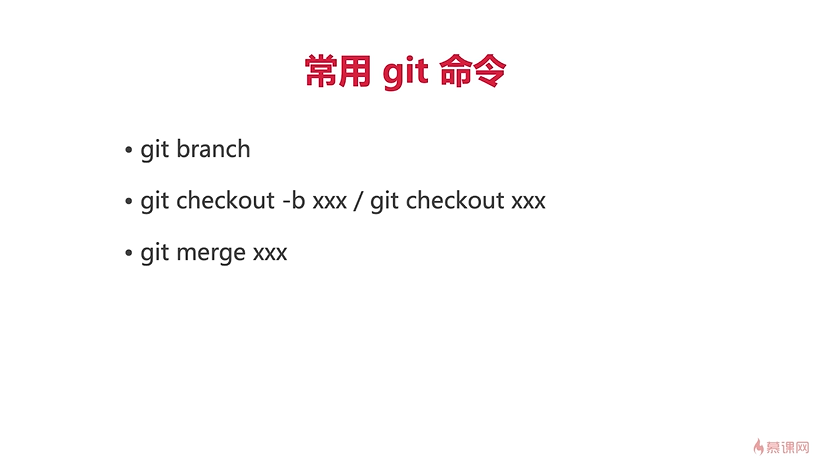 常用 git 命令
• git branch
• git checkout -b xxx / git checkout xxx
• git merge xxx
慕课网